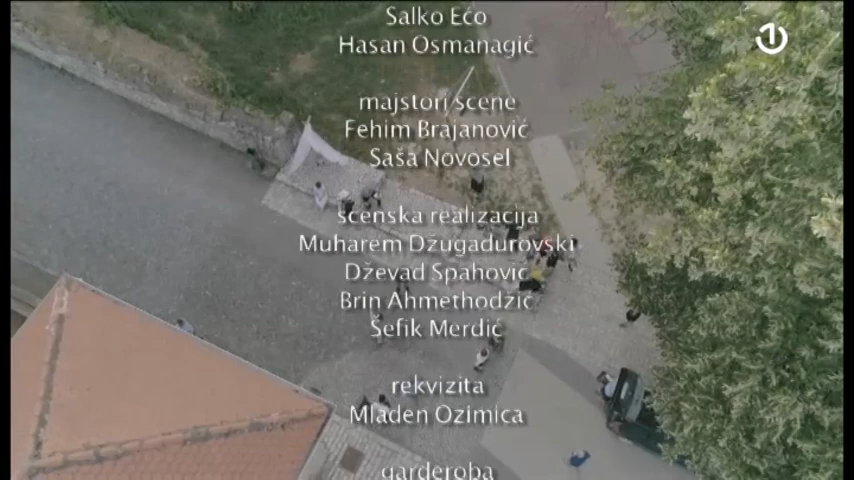 Salko Ećo
Hasan Osmanagić
majstori scene
Fehim Brajanović
Saša Novosel
scenska realizacija
Muharem Džugadurovski
Dževad Spahović
Brin Ahmethodžić
Šefik Merdić
rekvizita
Mladen Ozimica
garderoba
1